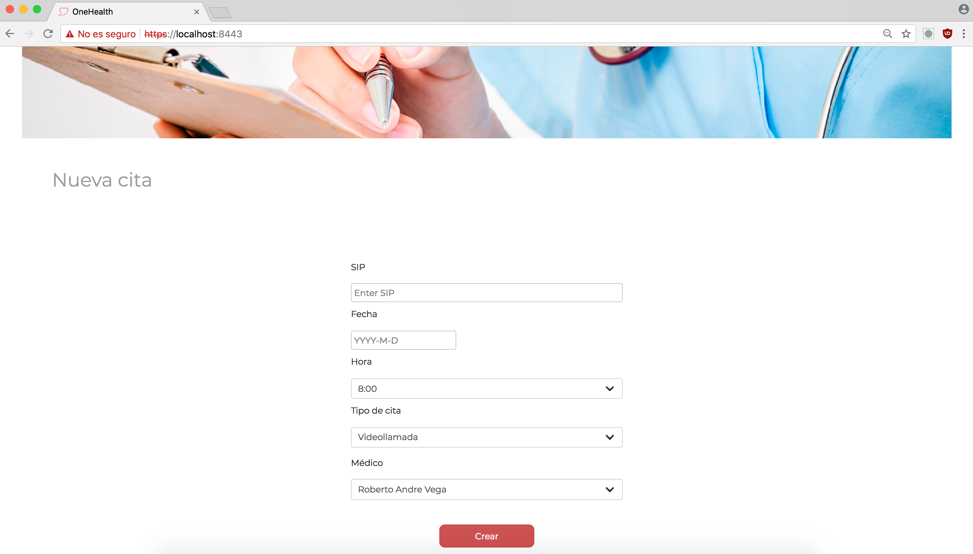 OneHealth
No es seguro https://localhost:8443
Nueva cita
SIP
Enter SIP
Fecha
YYYY-M-D
Hora
8:00
Tipo de cita
Videollamada
Médico
Roberto Andre Vega
Crear